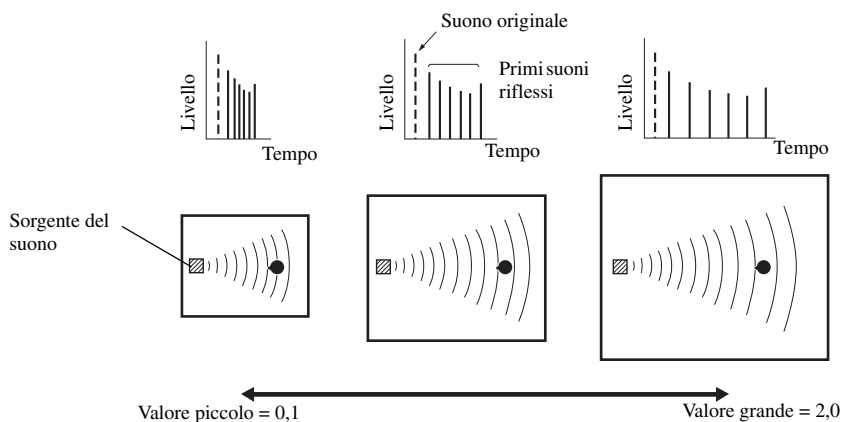 Suono originale
Primi suoni
riflessi
Livello
Tempo
Livello
Tempo
Livello
Tempo
Sorgente del
suono
Valore piccolo = 0,1
Valore grande = 2,0